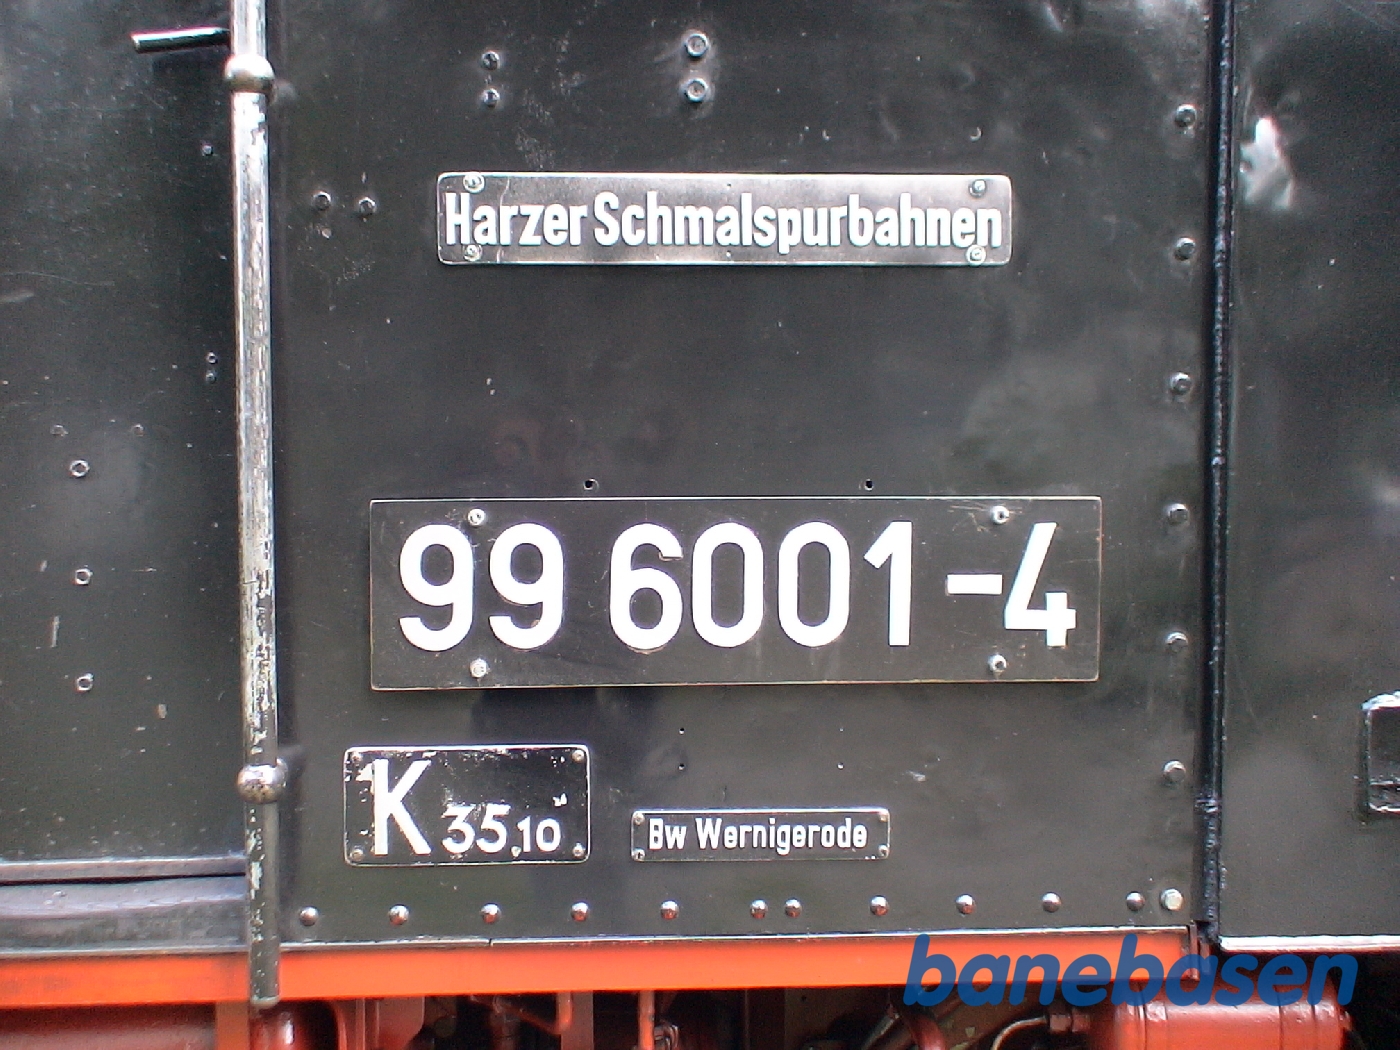 Harzer Schmalspurbahnen
99 6001-4
K 35.10
Bw Wernigerode
banebasen